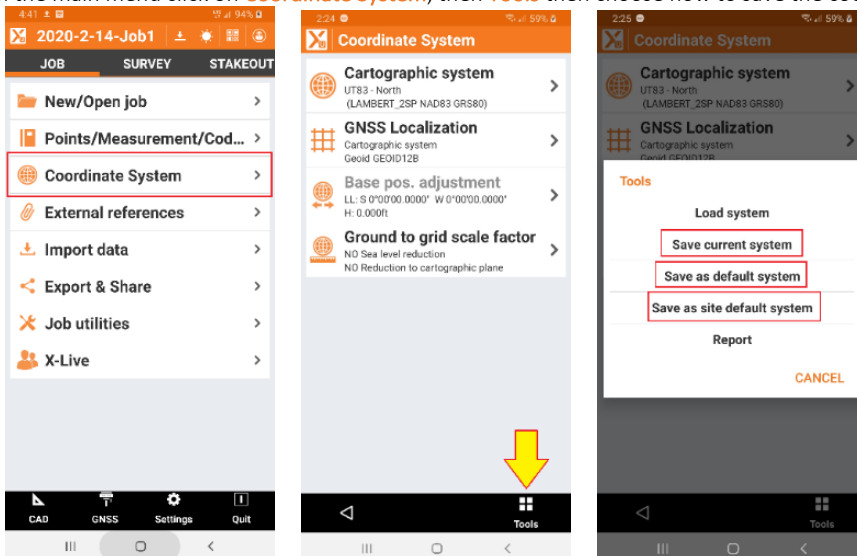 the main menu click on Coordinate System, then Tools then choose how to save the coo
4:41
94%
2020-2-14-Job1
JOB SURVEY STAKEOUT
New/Open job
Points/Measurement/Cod...
Coordinate System
External references
Import data
Export & Share
Job utilities
X-Live
CAD GNSS Settings Quit
2:24
59%
Coordinate System
Cartographic system
UT83 - North
(LAMBERT_2SP NAD83 GRS80)
GNSS Localization
Cartographic system
Geoid GEOID12B
Base pos. adjustment
LL: S 0°00'00.0000" W 0°00'00.0000"
H: 0.000ft
Ground to grid scale factor
NO Sea level reduction
NO Reduction to cartographic plane
Tools
2:25
59%
Coordinate System
Cartographic system
UT83 - North
(LAMBERT_2SP NAD83 GRS80)
GNSS Localization
Cartographic system
Geoid GEOID12B
Tools
Load system
Save current system
Save as default system
Save as site default system
Report
CANCEL
Tools